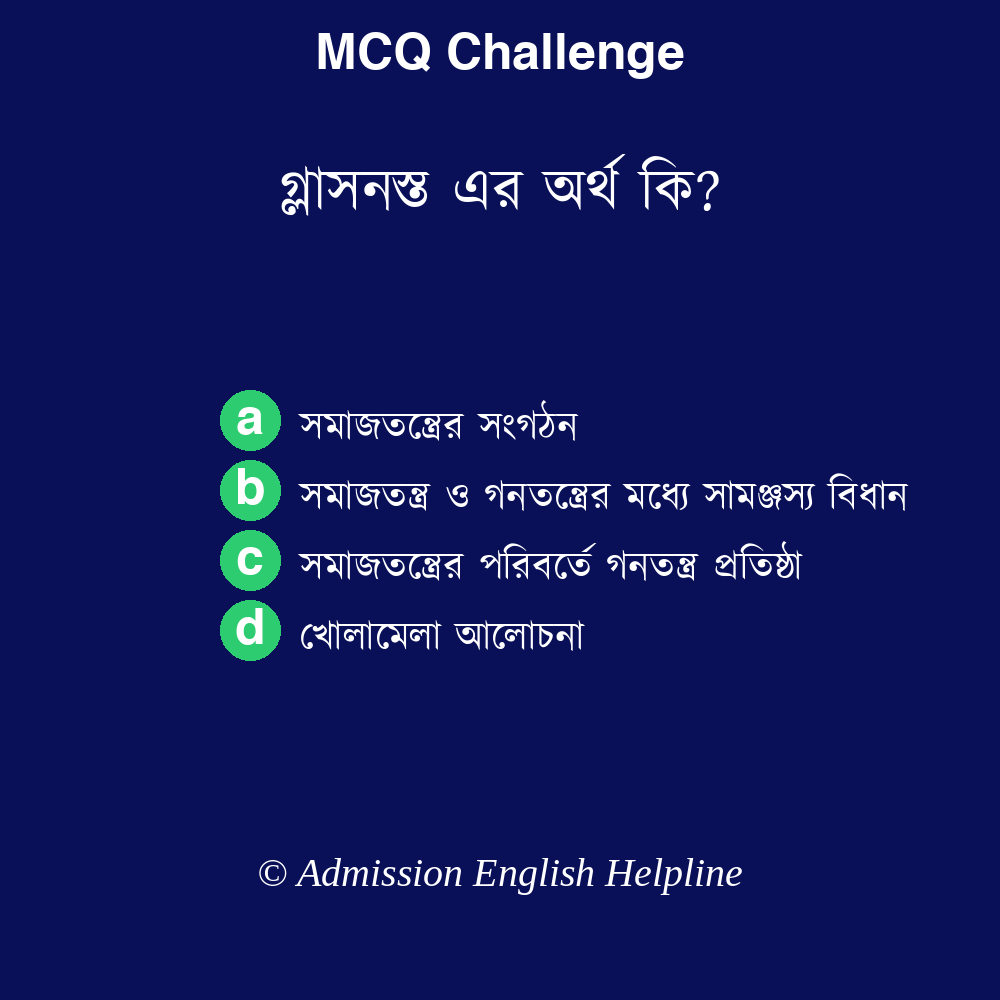 MCQ Challenge
গ্লাসনস্ত এর অর্থ কি?
a সমাজতন্ত্রের সংগঠন
b সমাজতন্ত্র ও গনতন্ত্রের মধ্যে সামঞ্জস্য বিধান
c সমাজতন্ত্রের পরিবর্তে গনতন্ত্র প্রতিষ্ঠা
d খোলামেলা আলোচনা
© Admission English Helpline